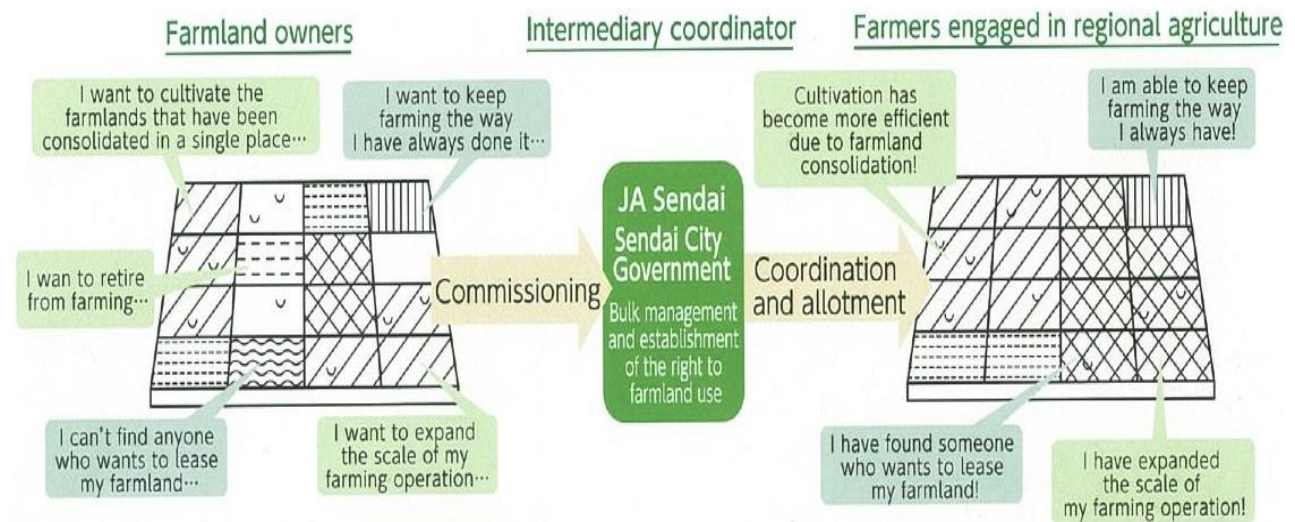 Farmland owners
Intermediary coordinator
Farmers engaged in regional agriculture
I want to cultivate the
farmlands that have been
consolidated in a single place…
I want to keep
farming the way
I have always done it…
I wan to retire
from farming…
I can't find anyone
who wants to lease
my farmland…
I want to expand
the scale of my
farming operation…
Commissioning
JA Sendai
Sendai City
Government
Bulk management
and establishment
of the right to
farmland use
Coordination
and allotment
Cultivation has
become more efficient
due to farmland
consolidation!
I am able to keep
farming the way
I always have!
I have found someone
who wants to lease
my farmland!
I have expanded
the scale of
my farming operation!